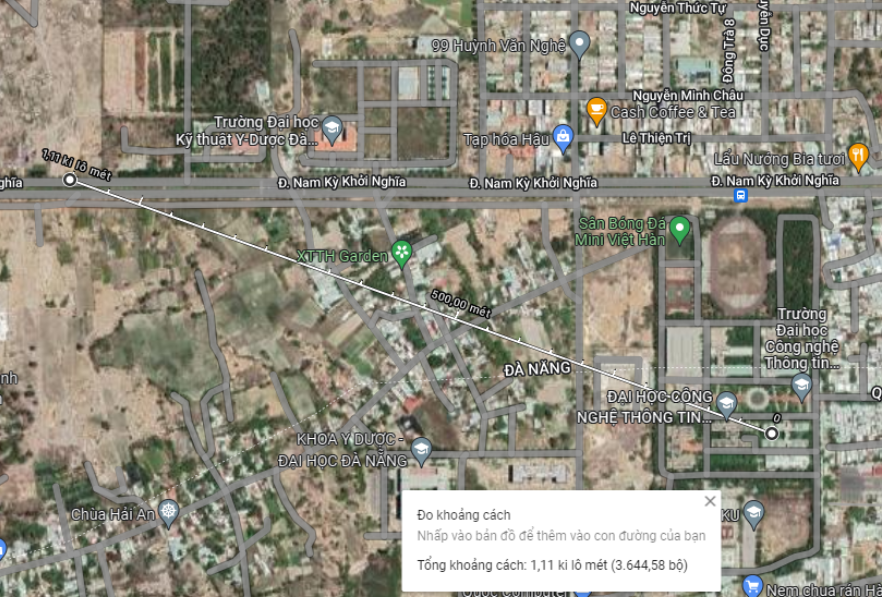 Nguyễn Thức Tự
99 Huỳnh Văn Nghệ
Đông Trà 8
Nguyễn Minh Châu
Cash Coffee & Tea
Trường Đại học
Kỹ thuật Y-Dược Đà...
Tạp hóa Hậu
Lê Thiện Trị
Lẩu Nướng Bia tươi
1,11 ki lô mét
Đ. Nam Kỳ Khởi Nghĩa
Đ. Nam Kỳ Khởi Nghĩa
Đ. Nam Kỳ Khởi Nghĩa
Sân Bóng Đá
Mini Việt Hàn
XTTH Garden
500,00 mét
Trường
Đại học
Công nghệ
Thông tin...
ĐÀ NẴNG
ĐẠI HỌC CÔNG
NGHỆ THÔNG TIN...
0
KHOA Y DƯỢC -
ĐẠI HỌC ĐÀ NẴNG
Chùa Hải An
KU
Đo khoảng cách
Nhấp vào bản đồ để thêm vào con đường của bạn
Tổng khoảng cách: 1,11 ki lô mét (3.644,58 bộ)
Quốc Computer
Nem chua rán Hà